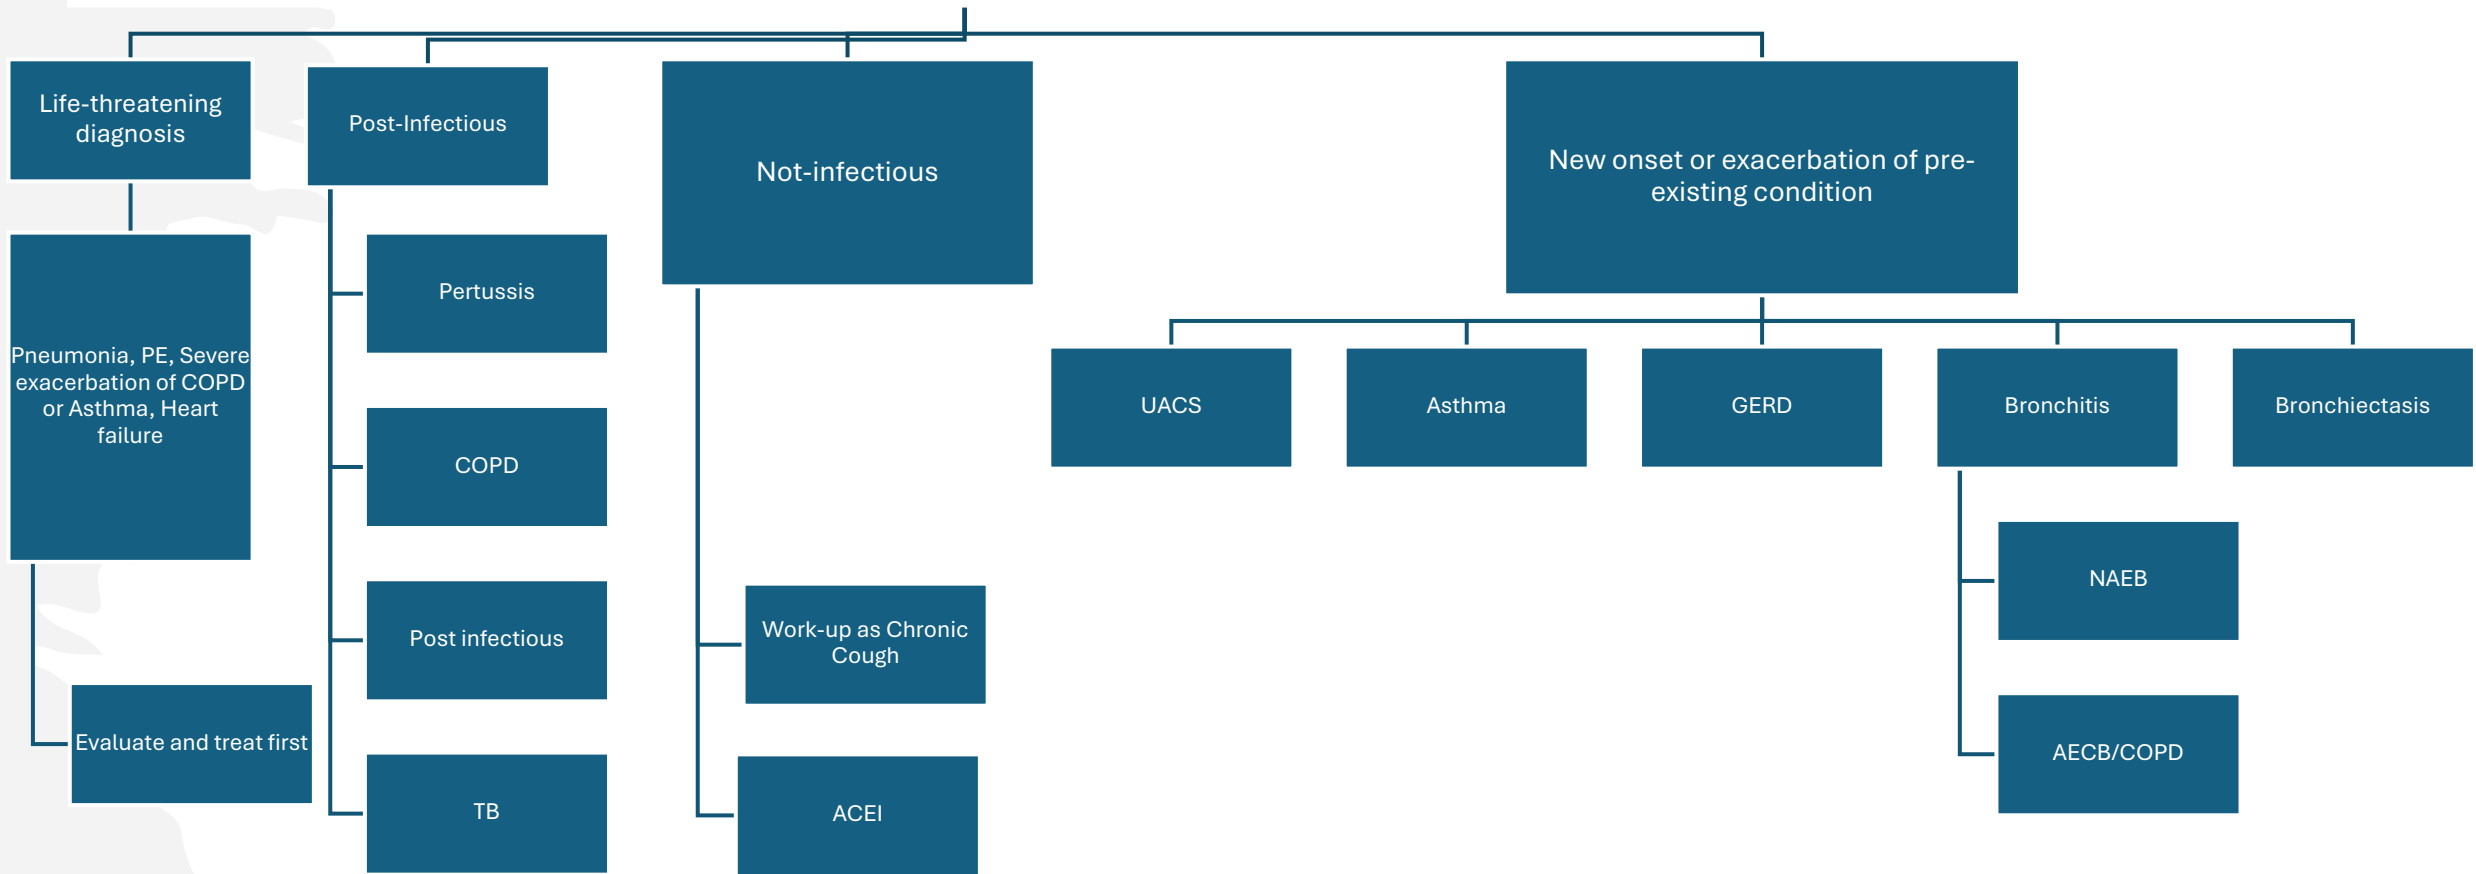 Life-threatening
diagnosis
Post-Infectious
Not-infectious
New onset or exacerbation of pre-
existing condition
Pneumonia, PE, Severe
exacerbation of COPD
or Asthma, Heart
failure
Evaluate and treat first
Pertussis
COPD
Post infectious
TB
Work-up as Chronic
Cough
ACEI
UACS
Asthma
GERD
Bronchitis
Bronchiectasis
NAEB
AECB/COPD